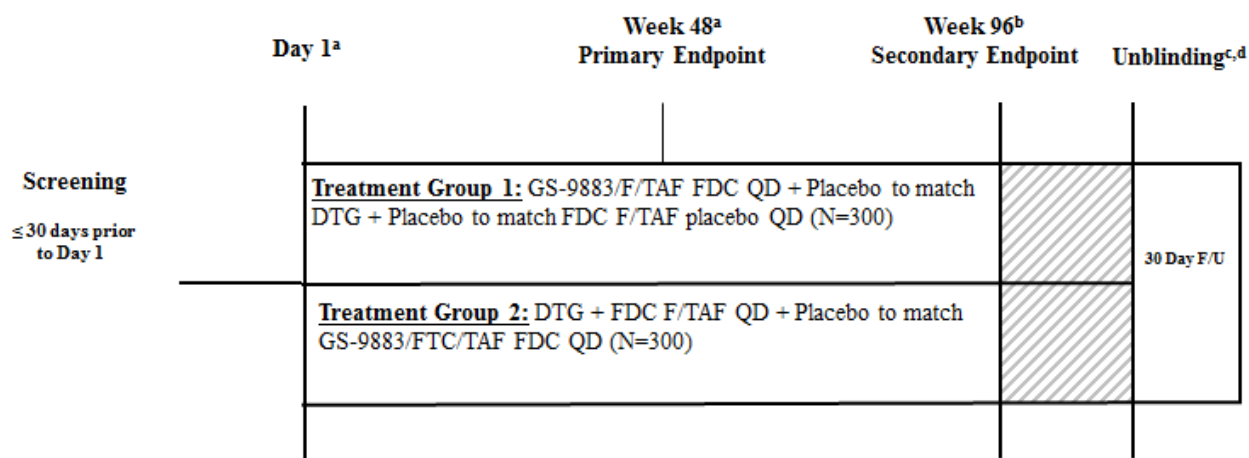 Day 1ᵃ
Week 48ᵃ
Primary Endpoint
Week 96ᵇ
Secondary Endpoint
Unblindingᶜ,ᵈ
Screening
≤ 30 days prior
to Day 1
Treatment Group 1: GS-9883/F/TAF FDC QD + Placebo to match
DTG + Placebo to match FDC F/TAF placebo QD (N=300)
30 Day F/U
Treatment Group 2: DTG + FDC F/TAF QD + Placebo to match
GS-9883/FTC/TAF FDC QD (N=300)